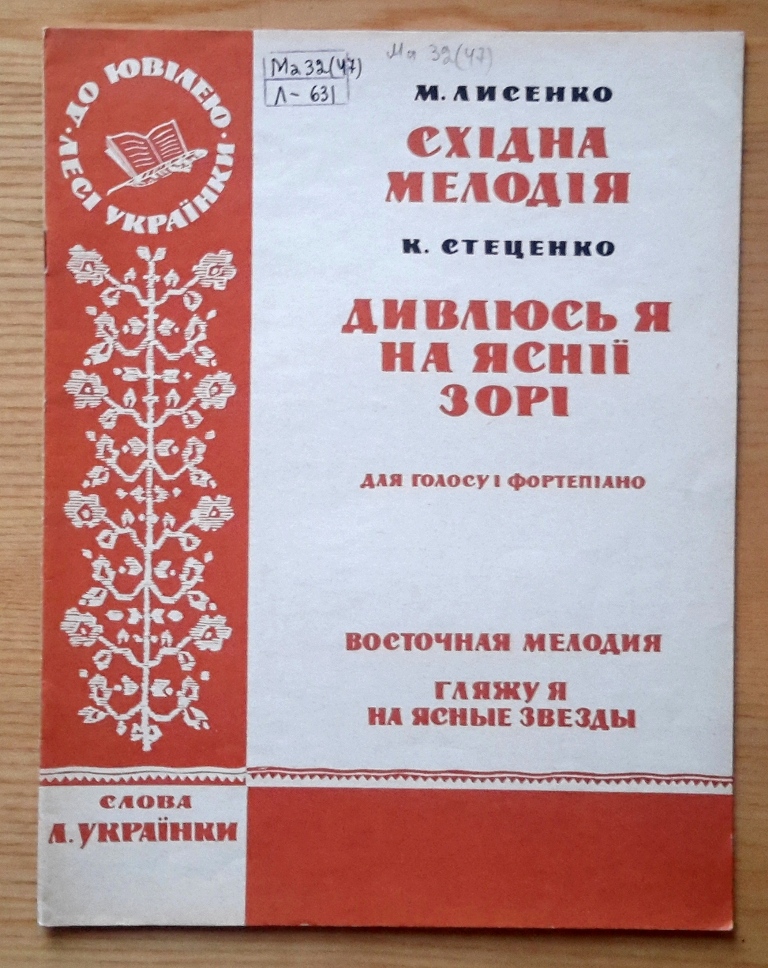 · ДО ЮВІЛЕЮ ·
ЛЕСІ УКРАЇНКИ
Ма 32(47)
Л-631
Ма 32(47)
М. ЛИСЕНКО
СХІДНА
МЕЛОДІЯ
К. СТЕЦЕНКО
ДИВЛЮСЬ Я
НА ЯСНІЇ
ЗОРІ
ДЛЯ ГОЛОСУ І ФОРТЕПІАНО
ВОСТОЧНАЯ МЕЛОДИЯ
ГЛЯЖУ Я
НА ЯСНЫЕ ЗВЕЗДЫ
СЛОВА
Л. УКРАЇНКИ